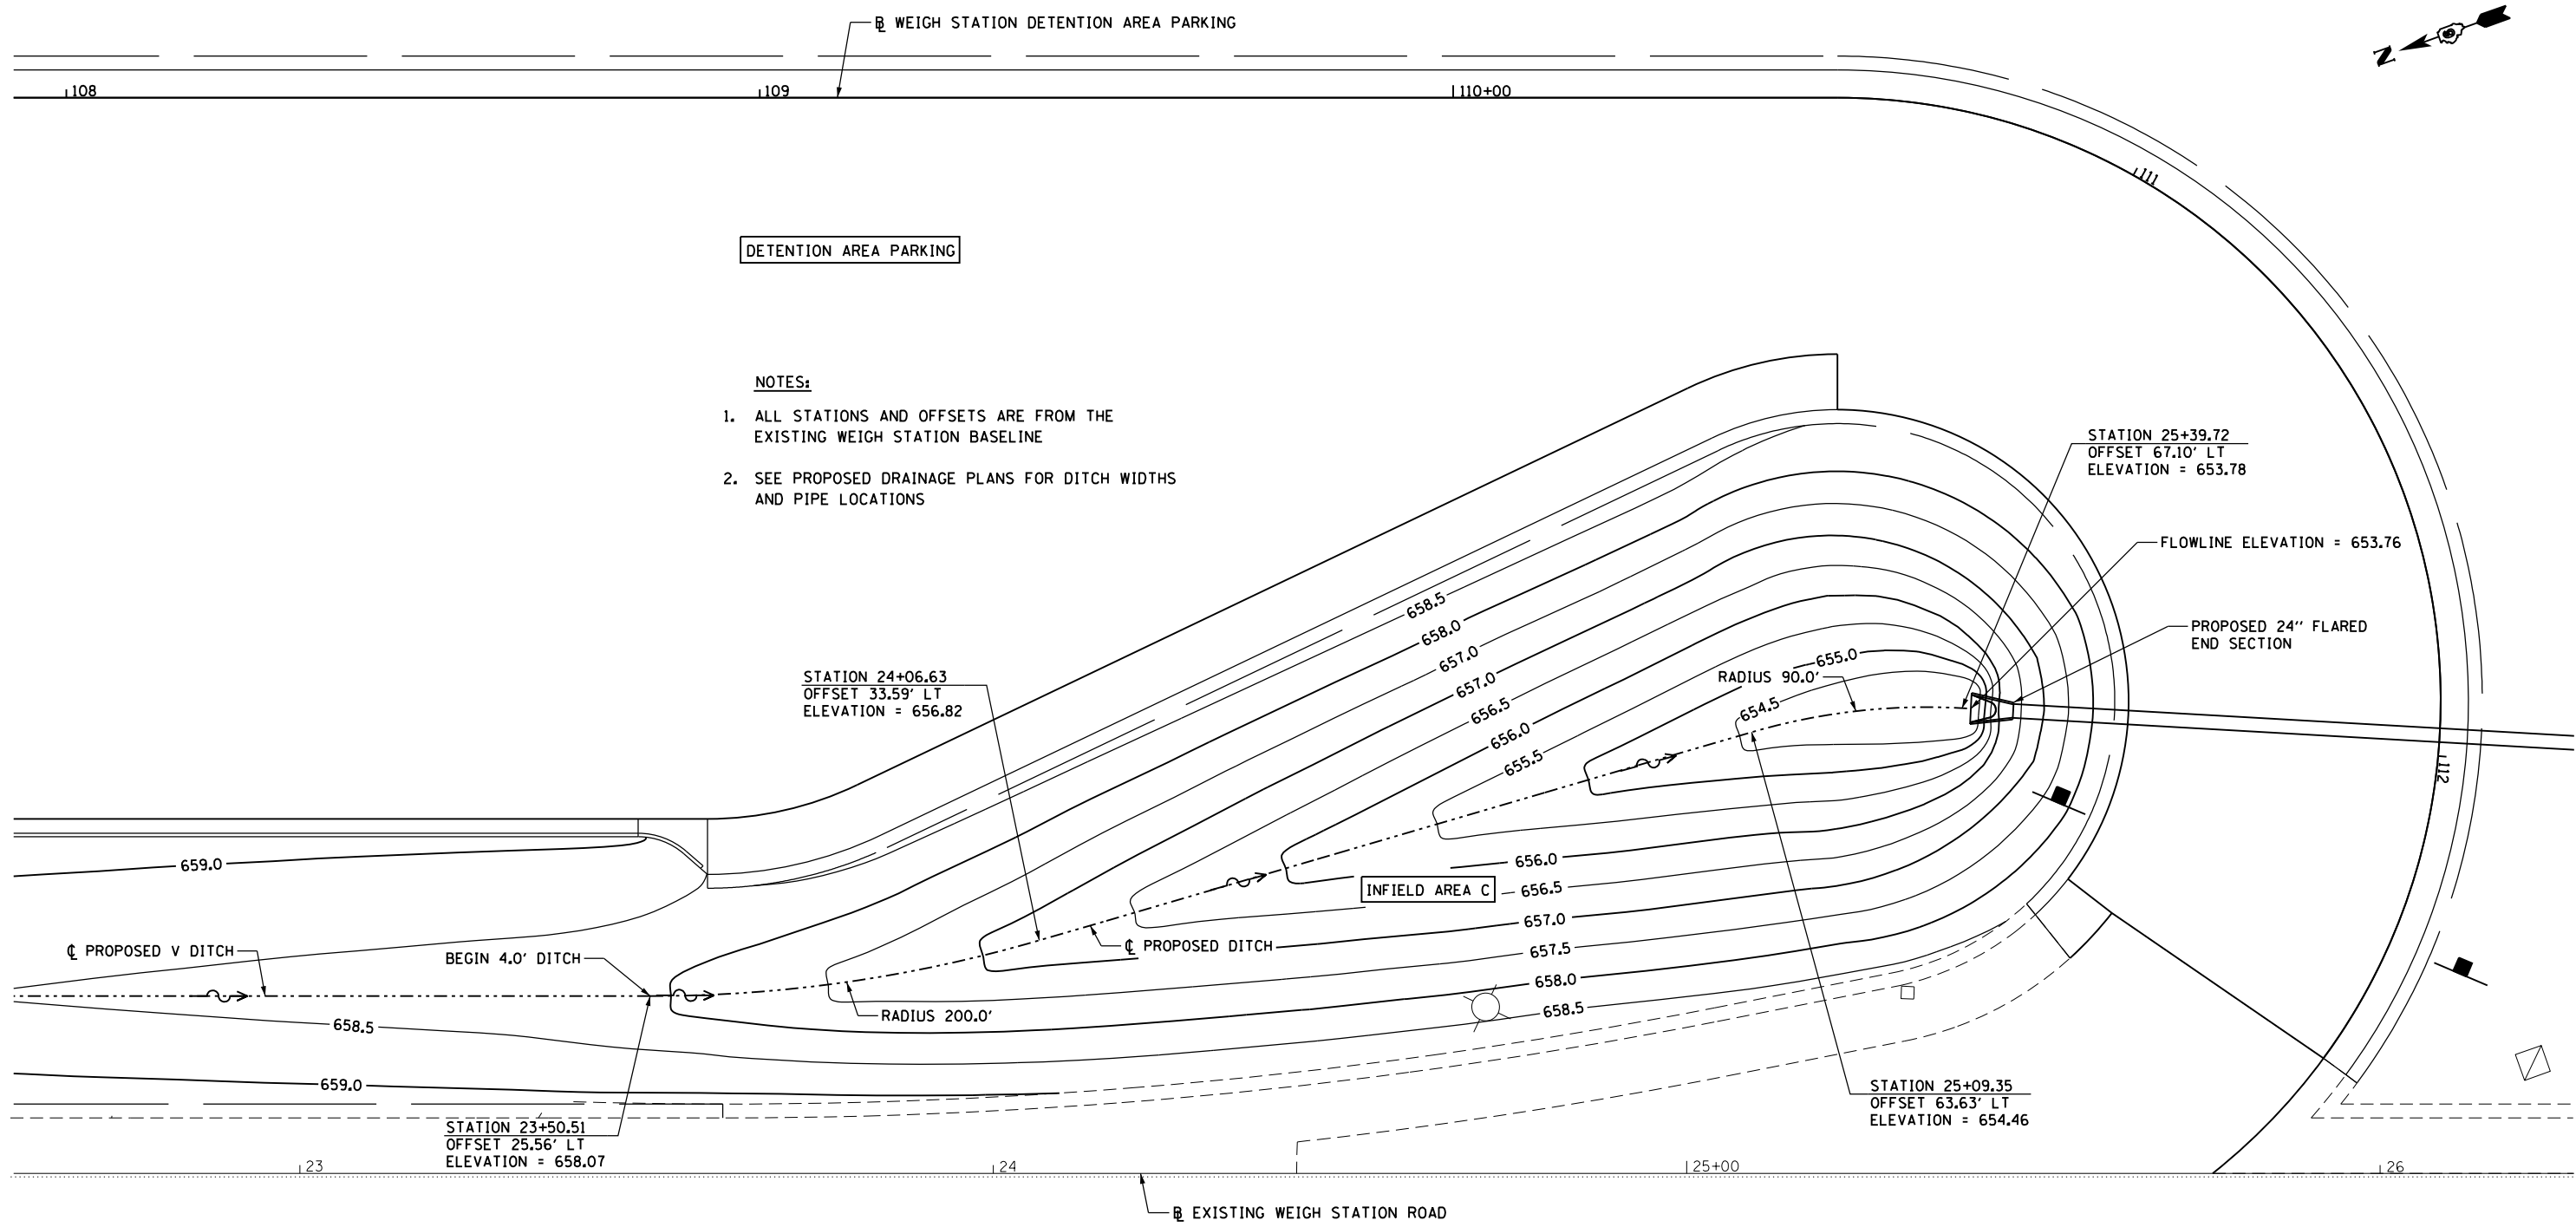 ℄ WEIGH STATION DETENTION AREA PARKING
N
108
109
110+00
111
DETENTION AREA PARKING
NOTES:
1. ALL STATIONS AND OFFSETS ARE FROM THE
EXISTING WEIGH STATION BASELINE
2. SEE PROPOSED DRAINAGE PLANS FOR DITCH WIDTHS
AND PIPE LOCATIONS
STATION 25+39.72
OFFSET 67.10' LT
ELEVATION = 653.78
FLOWLINE ELEVATION = 653.76
PROPOSED 24'' FLARED
END SECTION
658.5
658.0
657.0
657.0
656.5
656.0
655.5
655.0
RADIUS 90.0'
654.5
STATION 24+06.63
OFFSET 33.59' LT
ELEVATION = 656.82
112
659.0
656.0
INFIELD AREA C
656.5
657.0
657.5
658.0
658.5
℄ PROPOSED DITCH
℄ PROPOSED V DITCH
BEGIN 4.0' DITCH
RADIUS 200.0'
658.5
659.0
STATION 23+50.51
OFFSET 25.56' LT
ELEVATION = 658.07
STATION 25+09.35
OFFSET 63.63' LT
ELEVATION = 654.46
23
24
25+00
26
BL EXISTING WEIGH STATION ROAD